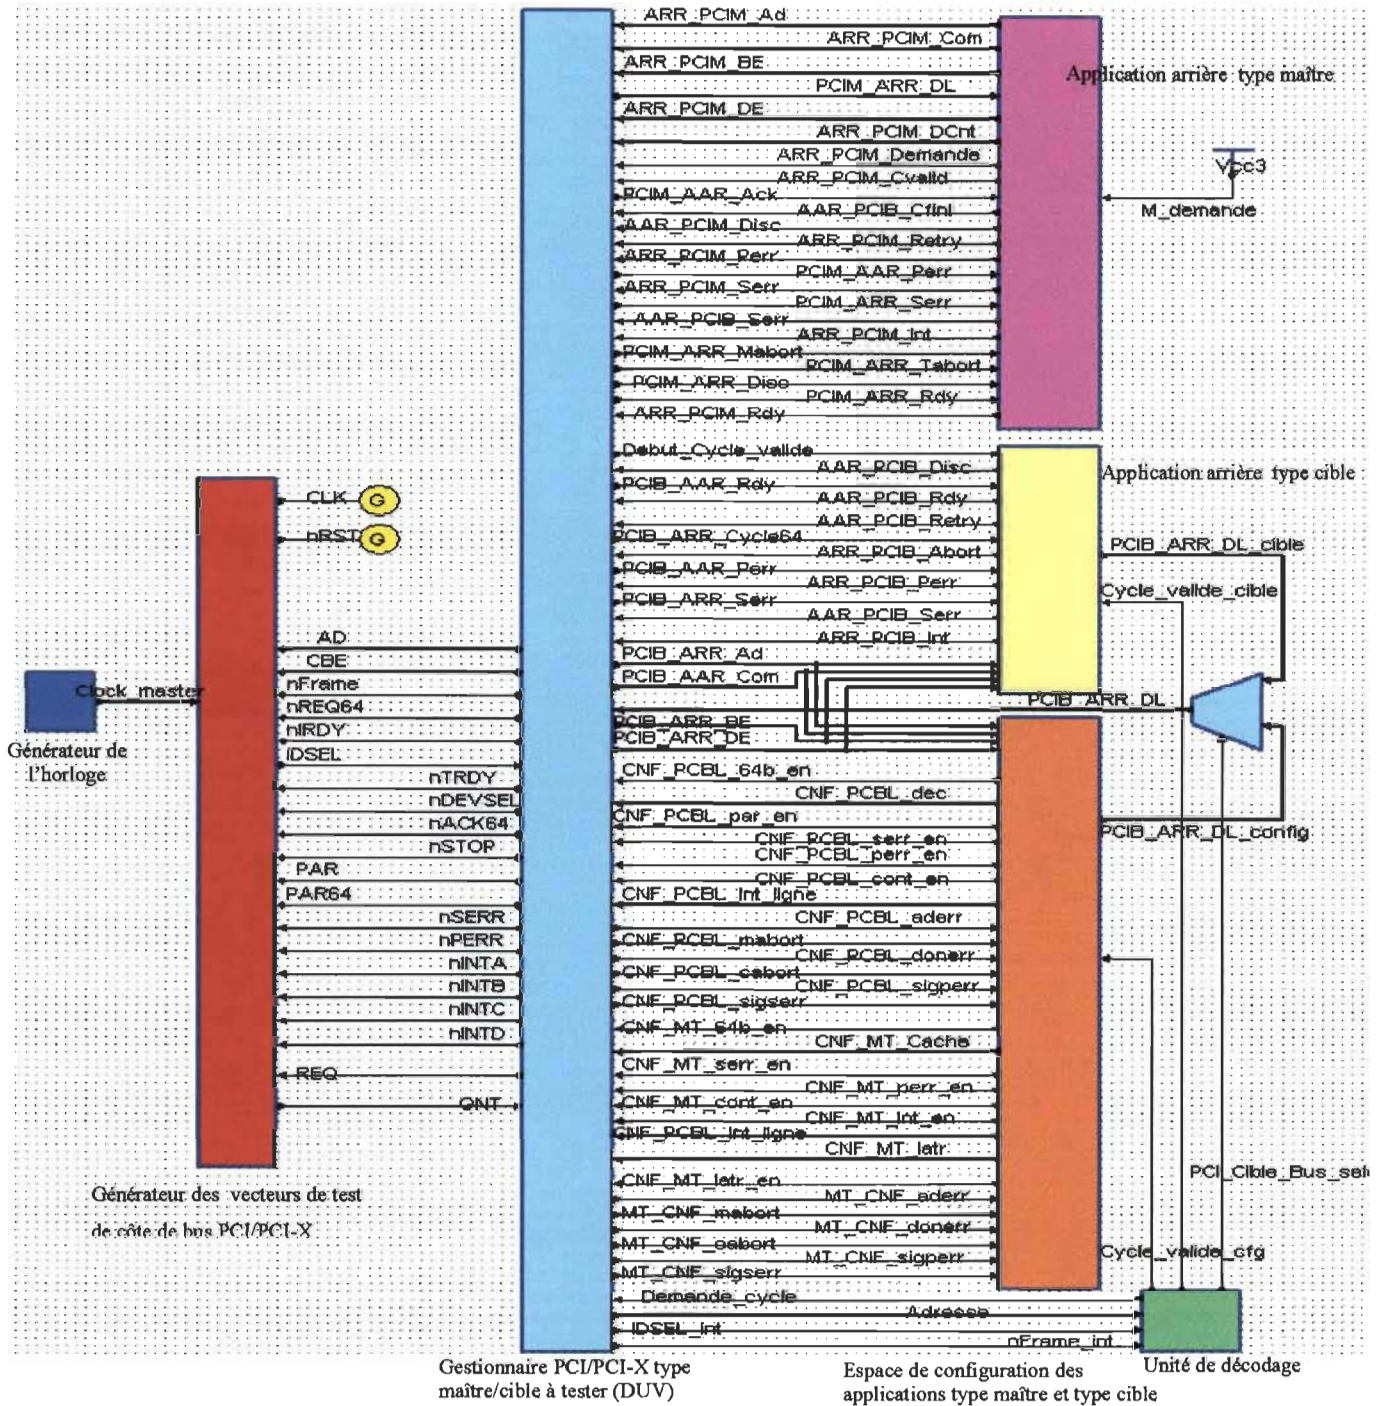 ARR_PCIM_Ad
ARR_PCIM_Com
ARR_PCIM_BE
PCIM_ARR_DL
ARR_PCIM_DE
ARR_PCIM_DCnt
ARR_PCIM_Demande
ARR_PCIM_Cvalid
PCIM_AAR_Ack
AAR_PCIB_Cfini
AAR_PCIM_Disc
ARR_PCIM_Retry
ARR_PCIM_Perr
PCIM_AAR_Perr
ARR_PCIM_Serr
PCIM_ARR_Serr
AAR_PCIB_Serr
ARR_PCIM_Int
PCIM_ARR_Mabort
PCIM_ARR_Tabort
PCIM_ARR_Disc
PCIM_ARR_Rdy
ARR_PCIM_Rdy
Application arrière type maître
Vcc3
M_demande
Debut_Cycle_valide
AAR_PCIB_Disc
PCIB_AAR_Rdy
AAR_PCIB_Rdy
AAR_PCIB_Retry
PCIB_ARR_Cycle64
ARR_PCIB_Abort
PCIB_AAR_Perr
ARR_PCIB_Perr
PCIB_ARR_Serr
AAR_PCIB_Serr
ARR_PCIB_Int
PCIB_ARR_Ad
PCIB_AAR_Com
PCIB_ARR_DL
PCIB_ARR_BE
PCIB_ARR_DE
Application arrière type cible
PCIB_ARR_DL_cible
Cycle_valide_cible
PCIB_ARR_DL_config
CLK
G
nRST
G
AD
CBE
nFrame
nREQ64
nIRDY
IDSEL
nTRDY
nDEVSEL
nACK64
nSTOP
PAR
PAR64
nSERR
nPERR
nINTA
nINTB
nINTC
nINTD
REQ
GNT
Clock_master
Générateur de
l'horloge
CNF_PCBL_64b_en
CNF_PCBL_dec
CNF_PCBL_par_en
CNF_PCBL_serr_en
CNF_PCBL_perr_en
CNF_PCBL_cont_en
CNF_PCBL_Int_ligne
CNF_PCBL_aderr
CNF_PCBL_mabort
CNF_PCBL_donerr
CNF_PCBL_cabort
CNF_PCBL_sigperr
CNF_PCBL_sigserr
CNF_MT_64b_en
CNF_MT_Cache
CNF_MT_serr_en
CNF_MT_perr_en
CNF_MT_cont_en
CNF_MT_Int_en
CNF_PCBL_Int_ligne
CNF_MT_latr
CNF_MT_latr_en
MT_CNF_aderr
MT_CNF_mabort
MT_CNF_donerr
MT_CNF_cabort
MT_CNF_sigperr
MT_CNF_sigserr
Demande_cycle
Adresse
IDSEL_Int
nFrame_int
PCI_Cible_Bus_sel
Cycle_valide_cfg
Générateur des vecteurs de test
de côte de bus PCI/PCI-X
Gestionnaire PCI/PCI-X type
maître/cible à tester (DUV)
Espace de configuration des
applications type maître et type cible
Unité de décodage